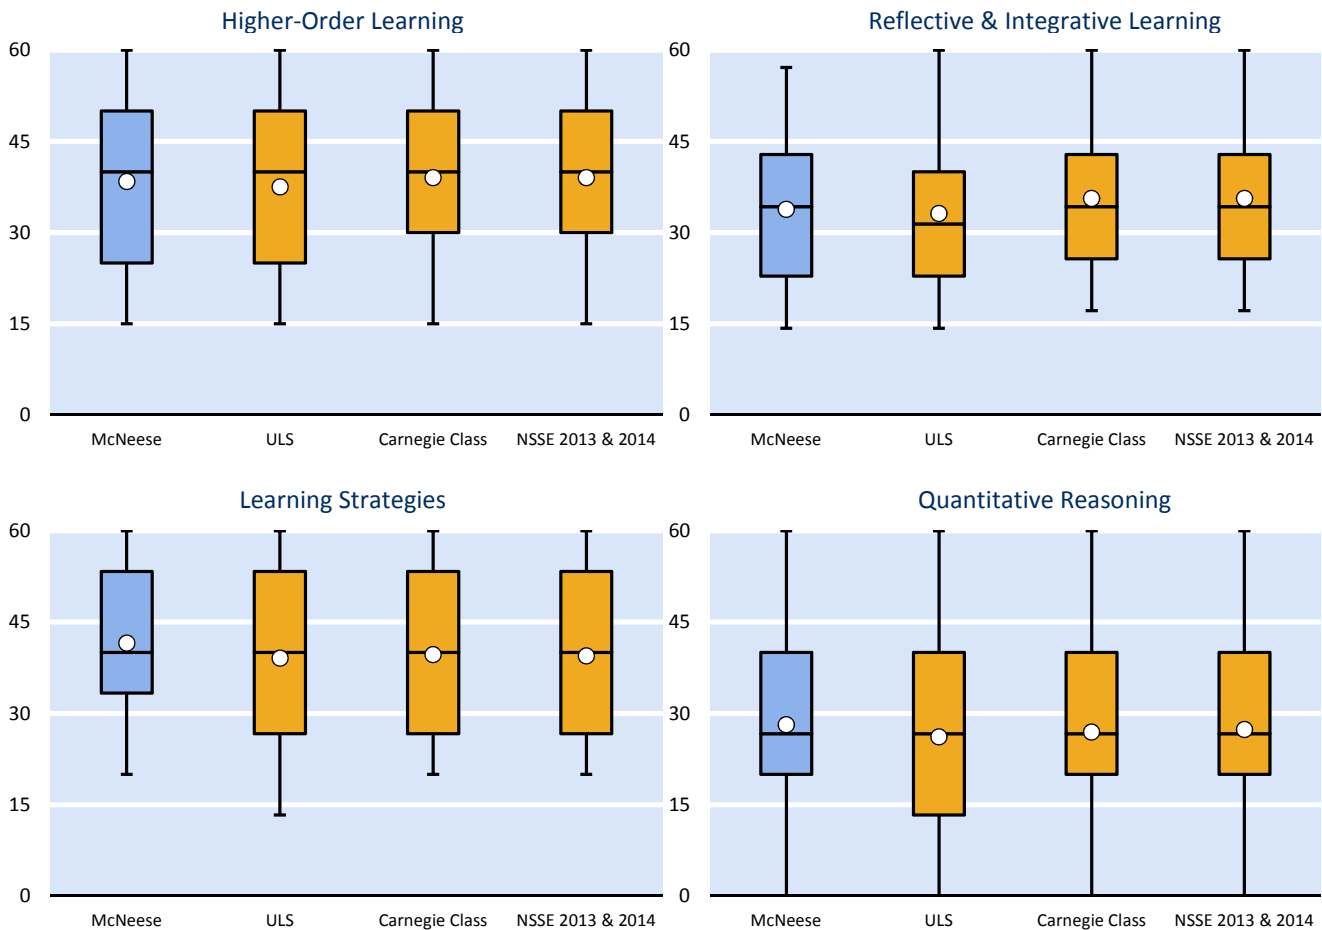 Higher-Order Learning
60
45
30
15
0
McNeese ULS Carnegie Class NSSE 2013 & 2014
Reflective & Integrative Learning
60
45
30
15
0
McNeese ULS Carnegie Class NSSE 2013 & 2014
Learning Strategies
60
45
30
15
0
McNeese ULS Carnegie Class NSSE 2013 & 2014
Quantitative Reasoning
60
45
30
15
0
McNeese ULS Carnegie Class NSSE 2013 & 2014